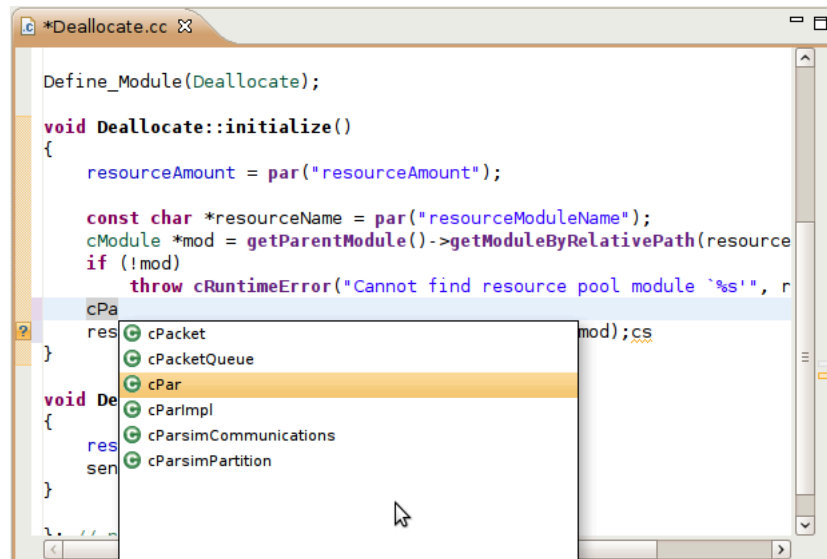 *Deallocate.cc
Define_Module(Deallocate);
void Deallocate::initialize()
{
resourceAmount = par("resourceAmount");
const char *resourceName = par("resourceModuleName");
cModule *mod = getParentModule()->getModuleByRelativePath(resource
if (!mod)
throw cRuntimeError("Cannot find resource pool module `%s'", r
cPa
res mod);cs
cPacket
cPacketQueue
cPar
cParImpl
cParsimCommunications
cParsimPartition
}
void De
{
res
sen
}